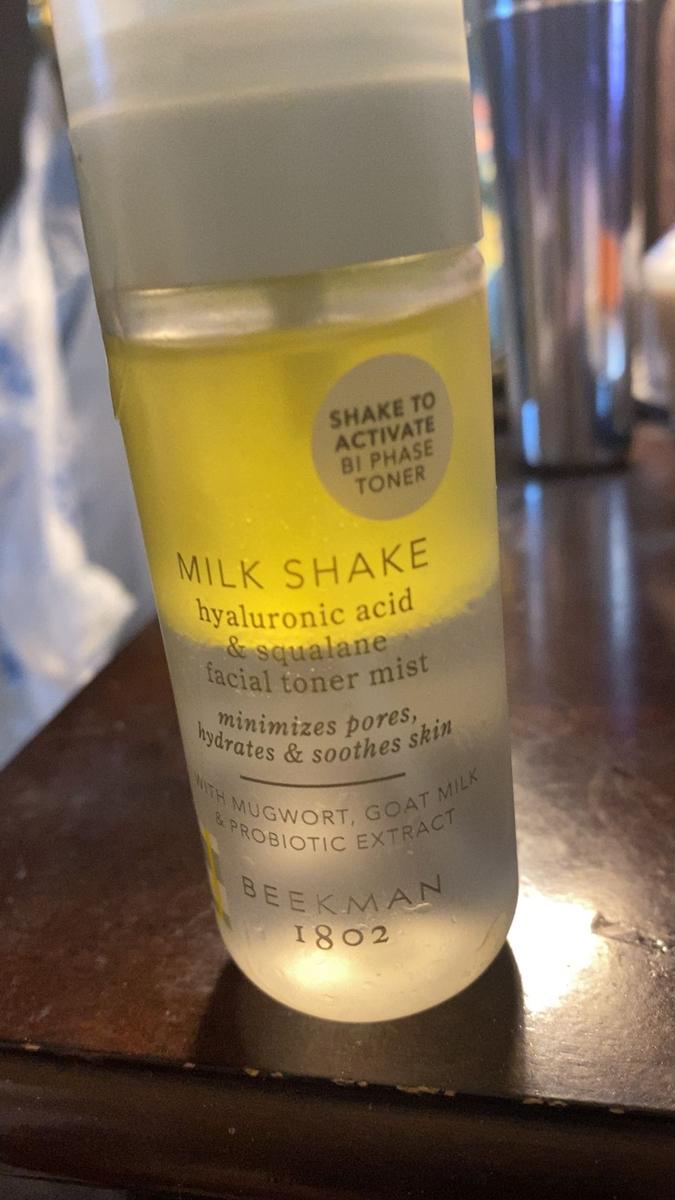 SHAKE TO
ACTIVATE
BI PHASE
TONER
MILK SHAKE
hyaluronic acid
& squalane
facial toner mist
minimizes pores,
hydrates & soothes skin
WITH MUGWORT, GOAT MILK
& PROBIOTIC EXTRACT
BEEKMAN
1802